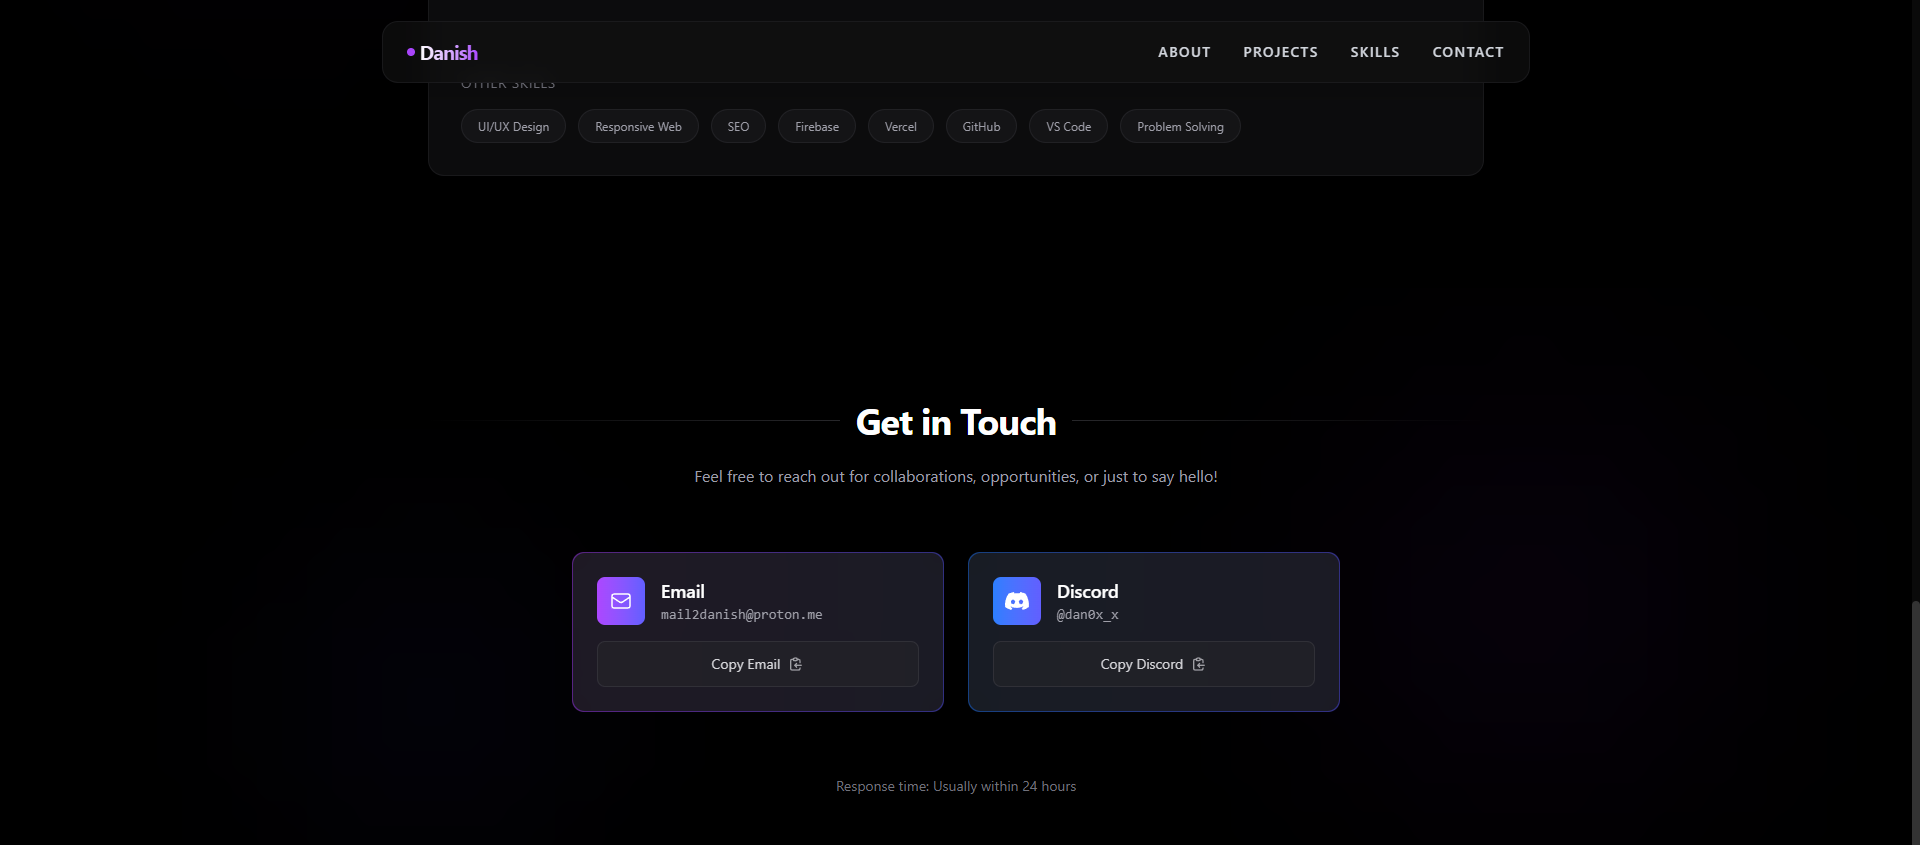 Danish
ABOUT PROJECTS SKILLS CONTACT
OTHER SKILLS
UI/UX Design Responsive Web SEO Firebase Vercel GitHub VS Code Problem Solving
Get in Touch
Feel free to reach out for collaborations, opportunities, or just to say hello!
Email
mail2danish@proton.me
Copy Email
Discord
@dan0x_x
Copy Discord
Response time: Usually within 24 hours